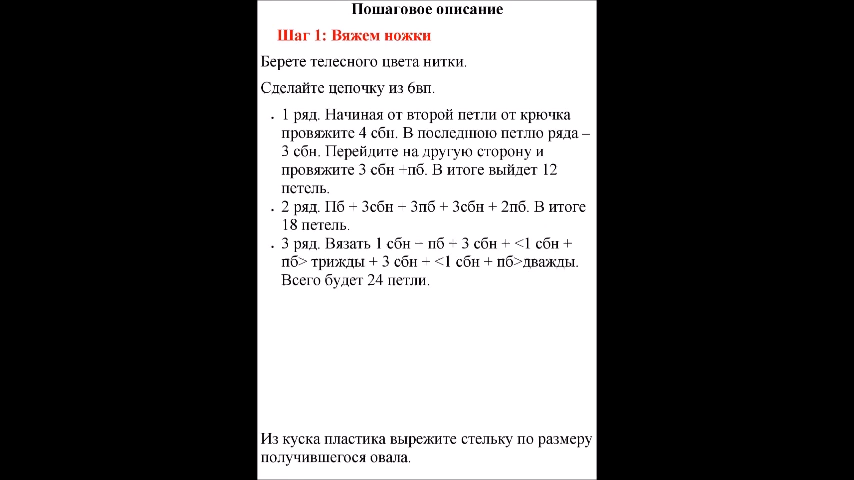 Пошаговое описание
Шаг 1: Вяжем ножки
Берете телесного цвета нитки.
Сделайте цепочку из 6вп.
• 1 ряд. Начиная от второй петли от крючка
провяжите 4 сбн. В последнюю петлю ряда –
3 сбн. Перейдите на другую сторону и
провяжите 3 сбн +пб. В итоге выйдет 12
петель.
• 2 ряд. Пб + 3сбн + 3пб + 3сбн + 2пб. В итоге
18 петель.
• 3 ряд. Вязать 1 сбн + пб + 3 сбн + <1 сбн +
пб> трижды + 3 сбн + <1 сбн + пб>дважды.
Всего будет 24 петли.
Из куска пластика вырежите стельку по размеру
получившегося овала.